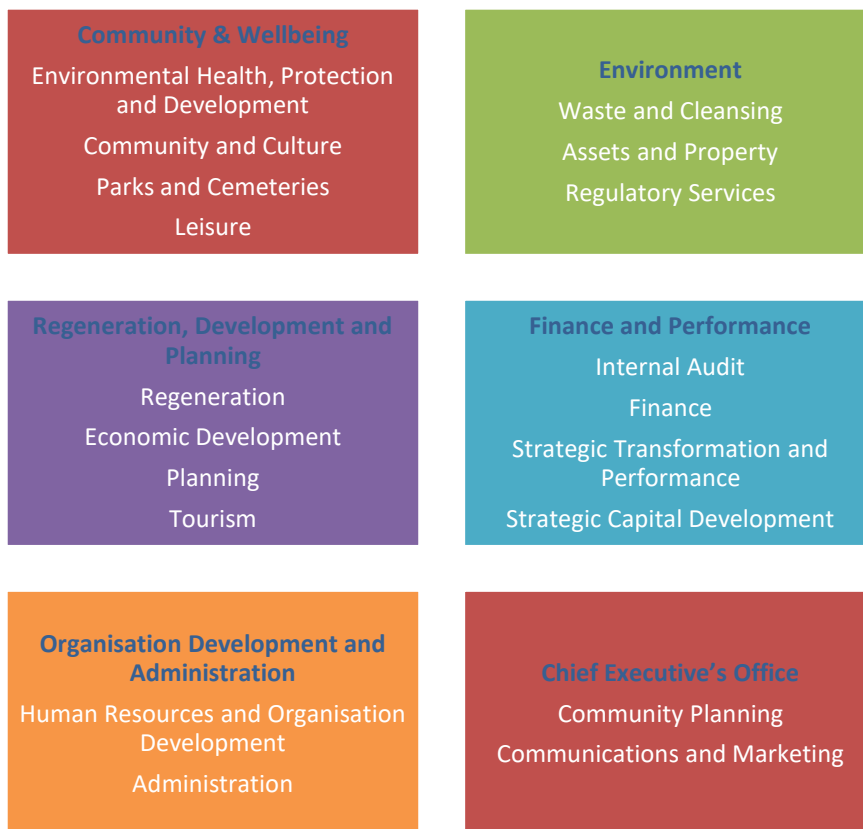 Community & Wellbeing
Environmental Health, Protection
and Development
Community and Culture
Parks and Cemeteries
Leisure
Environment
Waste and Cleansing
Assets and Property
Regulatory Services
Regeneration, Development and
Planning
Regeneration
Economic Development
Planning
Tourism
Finance and Performance
Internal Audit
Finance
Strategic Transformation and
Performance
Strategic Capital Development
Organisation Development and
Administration
Human Resources and Organisation
Development
Administration
Chief Executive’s Office
Community Planning
Communications and Marketing